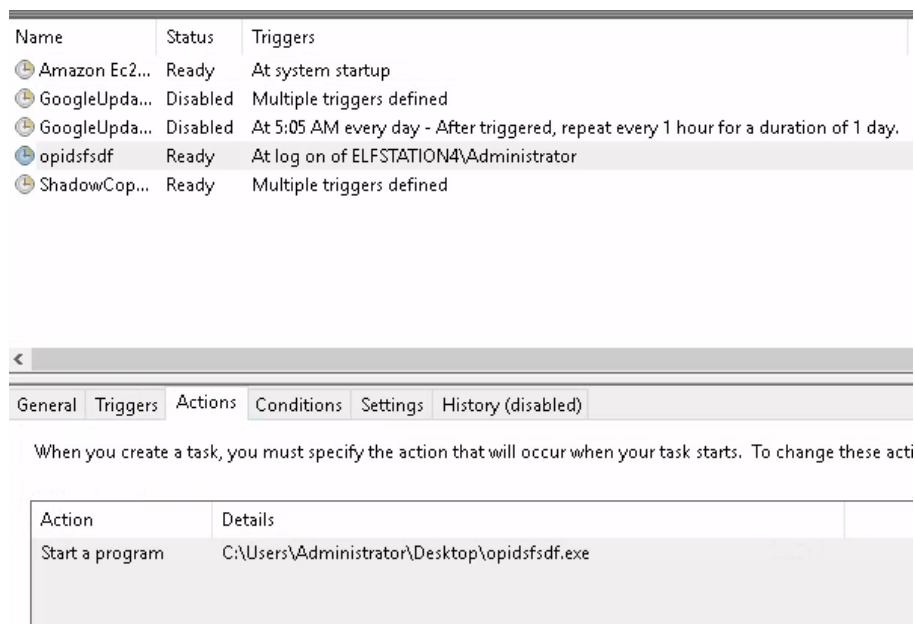 Name Status Triggers
Amazon Ec2... Ready At system startup
GoogleUpda... Disabled Multiple triggers defined
GoogleUpda... Disabled At 5:05 AM every day - After triggered, repeat every 1 hour for a duration of 1 day.
opidsfsdf Ready At log on of ELFSTATION4\Administrator
ShadowCop... Ready Multiple triggers defined
General Triggers Actions Conditions Settings History (disabled)
When you create a task, you must specify the action that will occur when your task starts. To change these acti
Action Details
Start a program C:\Users\Administrator\Desktop\opidsfsdf.exe